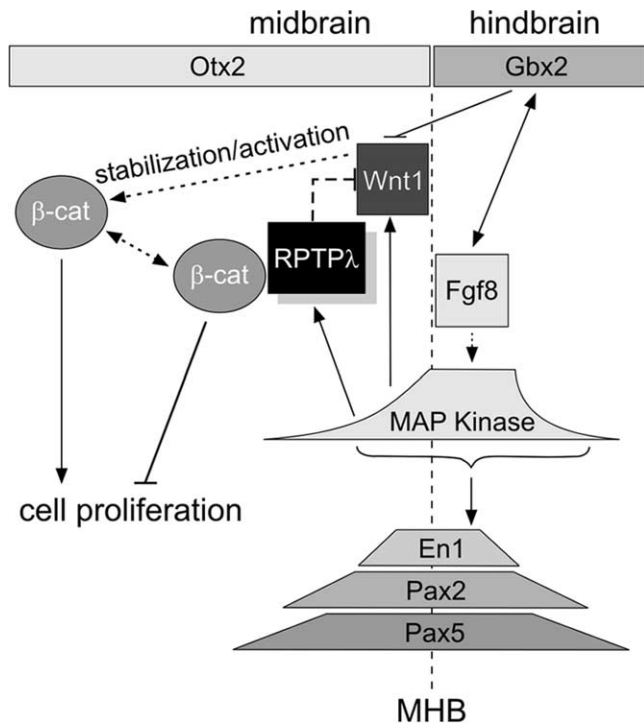 midbrain hindbrain
Otx2 Gbx2
stabilization/activation
Wnt1
β-cat
β-cat RPTPλ
Fgf8
MAP Kinase
cell proliferation
En1
Pax2
Pax5
MHB